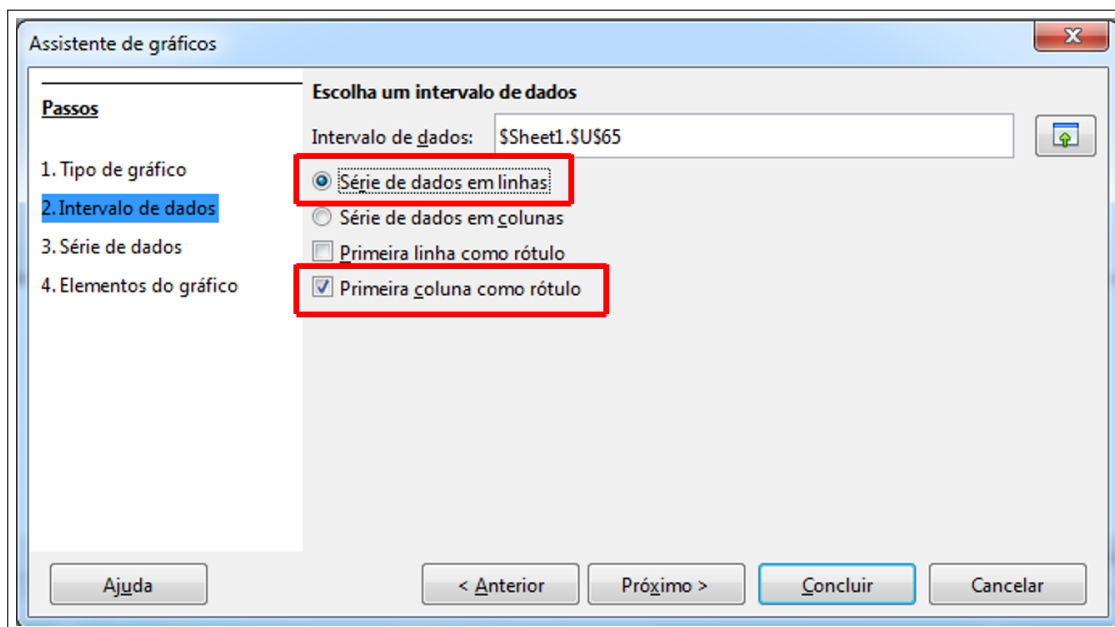 Assistente de gráficos
Passos
1. Tipo de gráfico
2. Intervalo de dados
3. Série de dados
4. Elementos do gráfico
Escolha um intervalo de dados
Intervalo de dados: $Sheet1.$U$65
Série de dados em linhas
Série de dados em colunas
Primeira linha como rótulo
Primeira coluna como rótulo
Ajuda
< Anterior
Próximo >
Concluir
Cancelar